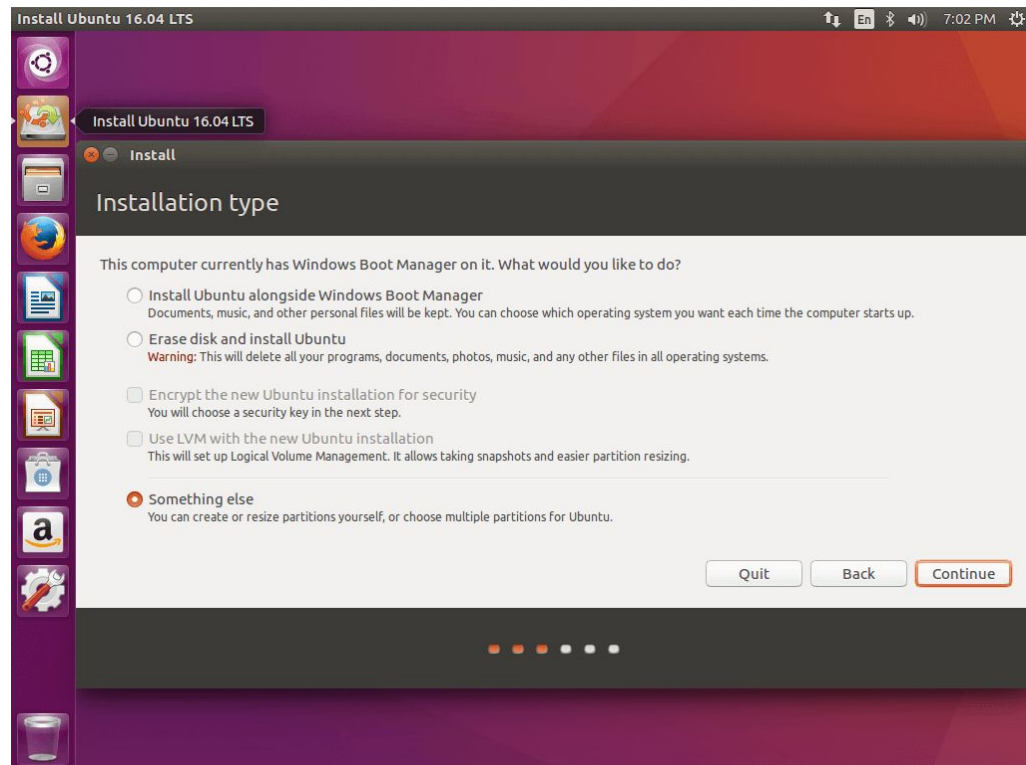 Install Ubuntu 16.04 LTS
En
7:02 PM
Install Ubuntu 16.04 LTS
Install
Installation type
This computer currently has Windows Boot Manager on it. What would you like to do?
Install Ubuntu alongside Windows Boot Manager
Documents, music, and other personal files will be kept. You can choose which operating system you want each time the computer starts up.
Erase disk and install Ubuntu
Warning: This will delete all your programs, documents, photos, music, and any other files in all operating systems.
Encrypt the new Ubuntu installation for security
You will choose a security key in the next step.
Use LVM with the new Ubuntu installation
This will set up Logical Volume Management. It allows taking snapshots and easier partition resizing.
Something else
You can create or resize partitions yourself, or choose multiple partitions for Ubuntu.
Quit
Back
Continue
a